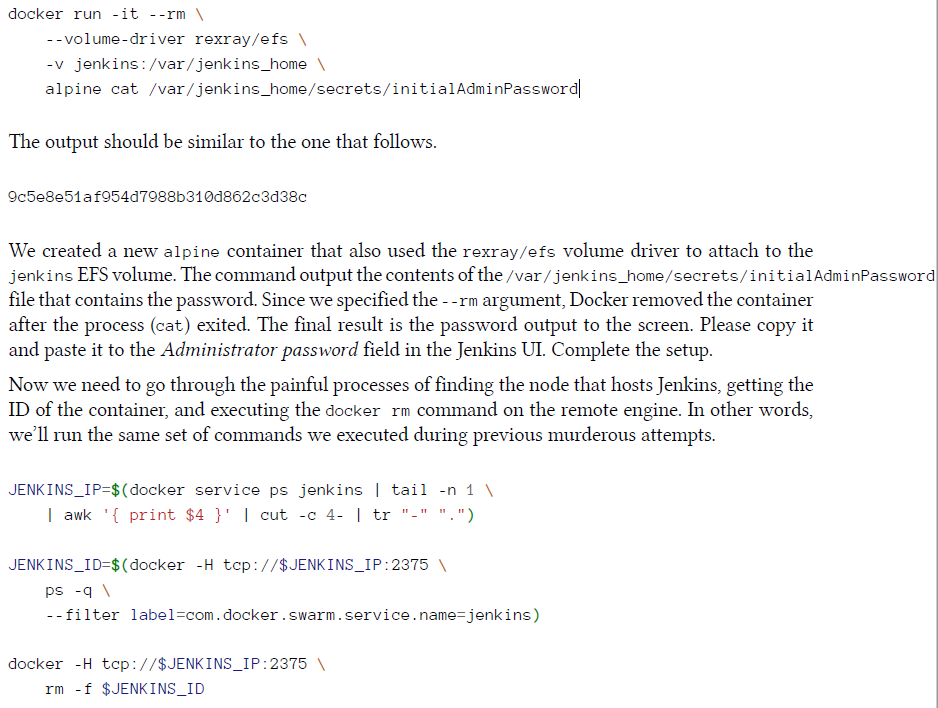 docker run -it --rm \
--volume-driver rexray/efs \
-v jenkins:/var/jenkins_home \
alpine cat /var/jenkins_home/secrets/initialAdminPassword
The output should be similar to the one that follows.
9c5e8e51af954d7988b310d862c3d38c
We created a new alpine container that also used the rexray/efs volume driver to attach to the
jenkins EFS volume. The command output the contents of the /var/jenkins_home/secrets/initialAdminPassword
file that contains the password. Since we specified the --rm argument, Docker removed the container
after the process (cat) exited. The final result is the password output to the screen. Please copy it
and paste it to the Administrator password field in the Jenkins UI. Complete the setup.
Now we need to go through the painful processes of finding the node that hosts Jenkins, getting the
ID of the container, and executing the docker rm command on the remote engine. In other words,
we'll run the same set of commands we executed during previous murderous attempts.
JENKINS_IP=$(docker service ps jenkins | tail -n 1 \
| awk '{ print $4 }' | cut -c 4- | tr "-" ".")
JENKINS_ID=$(docker -H tcp://$JENKINS_IP:2375 \
ps -q \
--filter label=com.docker.swarm.service.name=jenkins)
docker -H tcp://$JENKINS_IP:2375 \
rm -f $JENKINS_ID